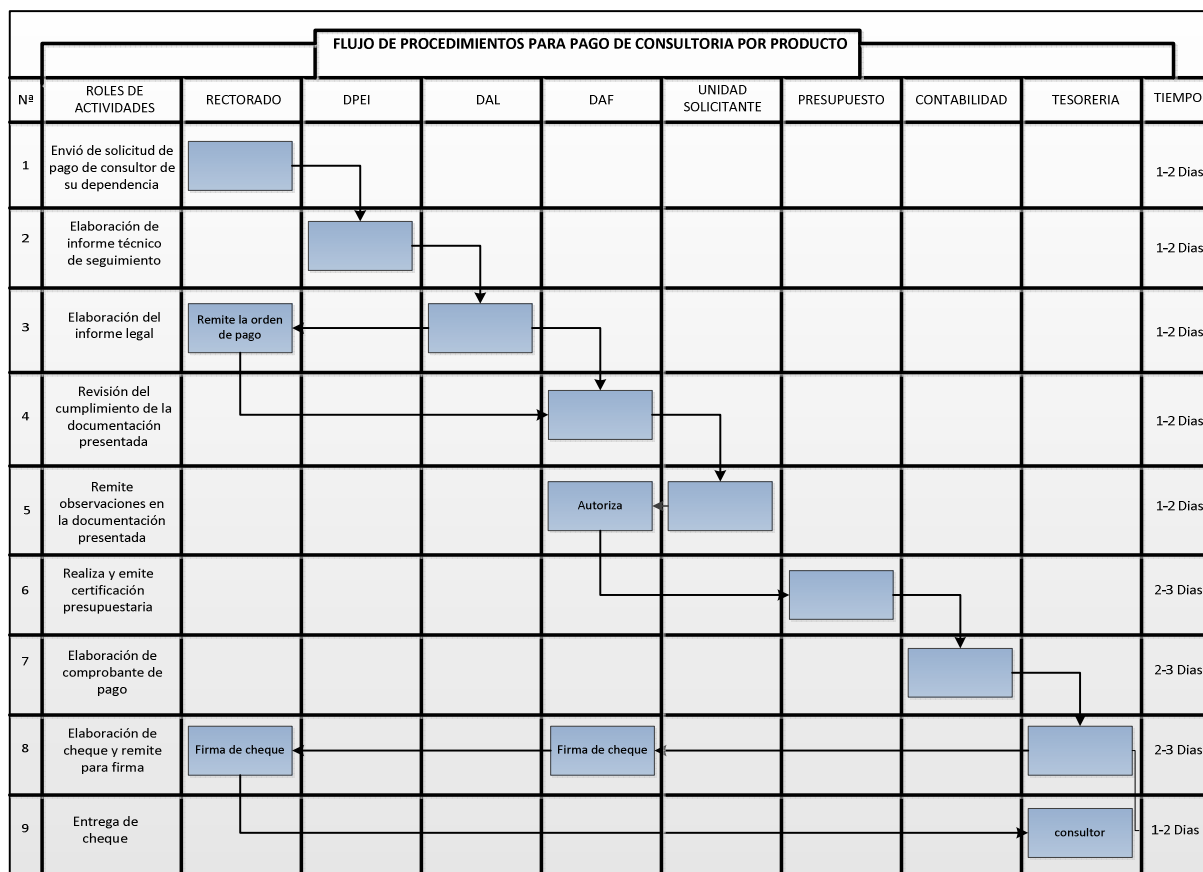 FLUJO DE PROCEDIMIENTOS PARA PAGO DE CONSULTORIA POR PRODUCTO
Nª
ROLES DE
ACTIVIDADES
RECTORADO
DPEI
DAL
DAF
UNIDAD
SOLICITANTE
PRESUPUESTO
CONTABILIDAD
TESORERIA
TIEMPO
1
Envió de solicitud de
pago de consultor de
su dependencia
1-2 Dias
2
Elaboración de
informe técnico
de seguimiento
1-2 Dias
3
Elaboración del
informe legal
Remite la orden
de pago
1-2 Dias
4
Revisión del
cumplimiento de la
documentación
presentada
1-2 Dias
5
Remite
observaciones en
la documentación
presentada
Autoriza
1-2 Dias
6
Realiza y emite
certificación
presupuestaria
2-3 Dias
7
Elaboración de
comprobante de
pago
2-3 Dias
8
Elaboración de
cheque y remite
para firma
Firma de cheque
Firma de cheque
2-3 Dias
9
Entrega de
cheque
consultor
1-2 Dias